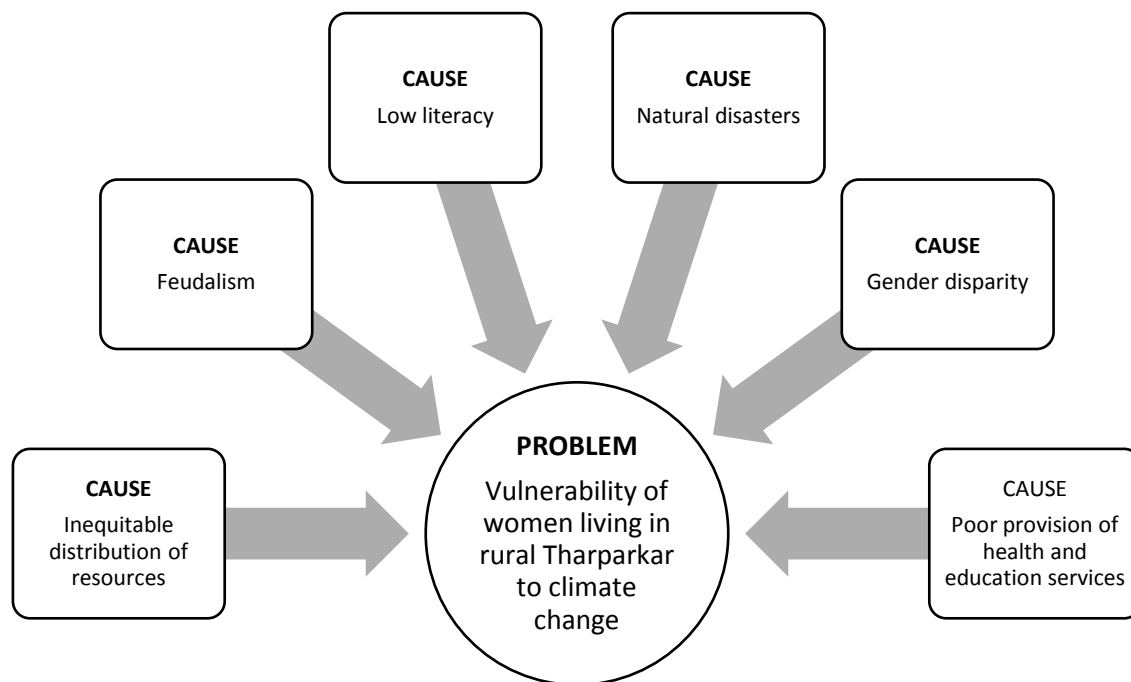 CAUSE
Low literacy
CAUSE
Natural disasters
CAUSE
Feudalism
CAUSE
Gender disparity
PROBLEM
Vulnerability of
women living in
rural Tharparkar
to climate
change
CAUSE
Inequitable
distribution of
resources
CAUSE
Poor provision of
health and
education services